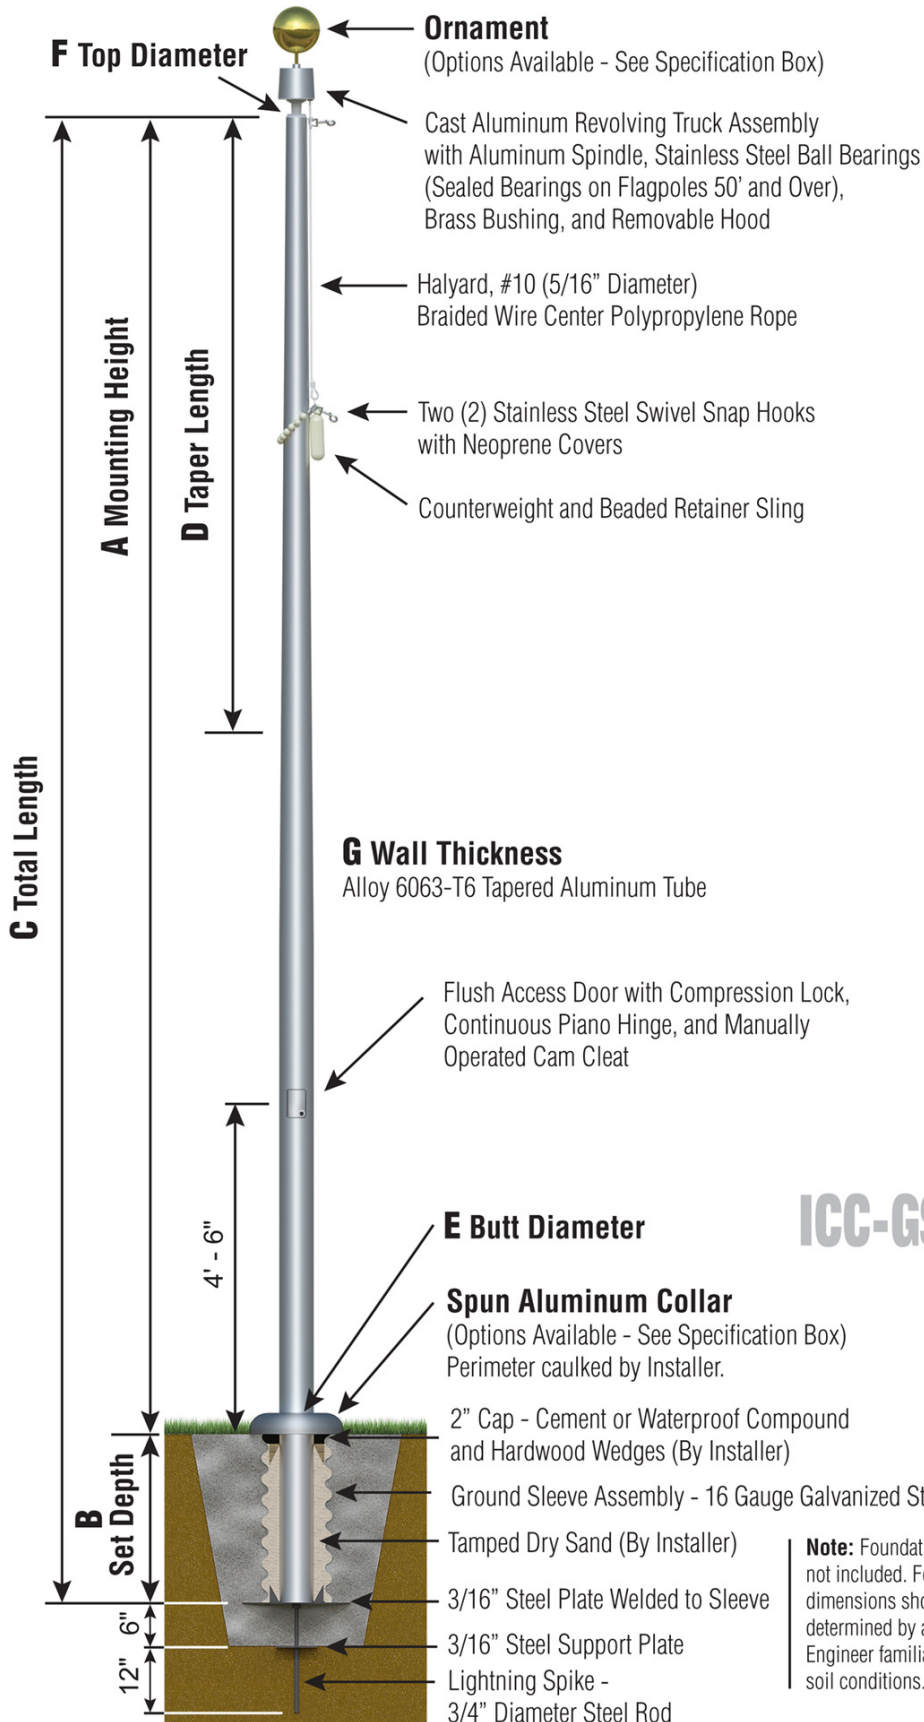 Ornament
(Options Available - See Specification Box)
F Top Diameter
Cast Aluminum Revolving Truck Assembly
with Aluminum Spindle, Stainless Steel Ball Bearings
(Sealed Bearings on Flagpoles 50' and Over),
Brass Bushing, and Removable Hood
Halyard, #10 (5/16” Diameter)
Braided Wire Center Polypropylene Rope
A Mounting Height
D Taper Length
Two (2) Stainless Steel Swivel Snap Hooks
with Neoprene Covers
Counterweight and Beaded Retainer Sling
C Total Length
G Wall Thickness
Alloy 6063-T6 Tapered Aluminum Tube
Flush Access Door with Compression Lock,
Continuous Piano Hinge, and Manually
Operated Cam Cleat
4' - 6"
ICC-GS
E Butt Diameter
Spun Aluminum Collar
(Options Available - See Specification Box)
Perimeter caulked by Installer.
2” Cap - Cement or Waterproof Compound
and Hardwood Wedges (By Installer)
B
Set Depth
Ground Sleeve Assembly - 16 Gauge Galvanized St
Tamped Dry Sand (By Installer)
3/16” Steel Plate Welded to Sleeve
6"
3/16” Steel Support Plate
12"
Lightning Spike -
3/4” Diameter Steel Rod
Note: Foundat
not included. F
dimensions sho
determined by a
Engineer familia
soil conditions.